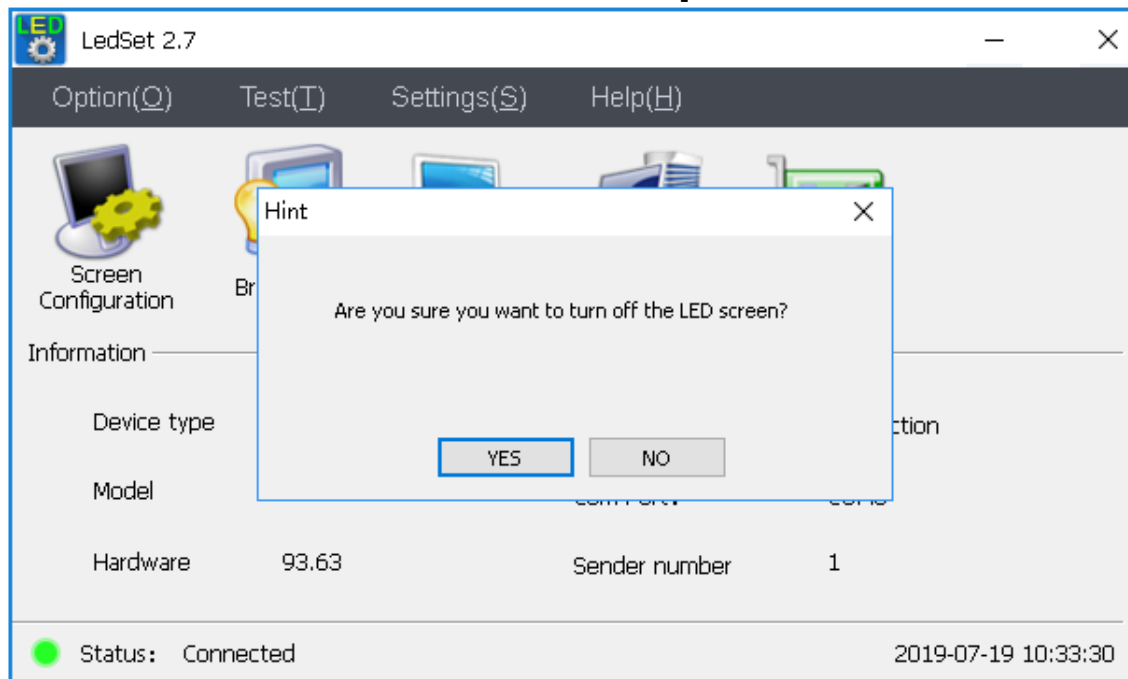 LED
LedSet 2.7
Option(O) Test(T) Settings(S) Help(H)
Screen
Configuration
Br
Hint
Are you sure you want to turn off the LED screen?
YES NO
Information
Device type ction
Model
Hardware 93.63 Sender number 1
Status: Connected 2019-07-19 10:33:30